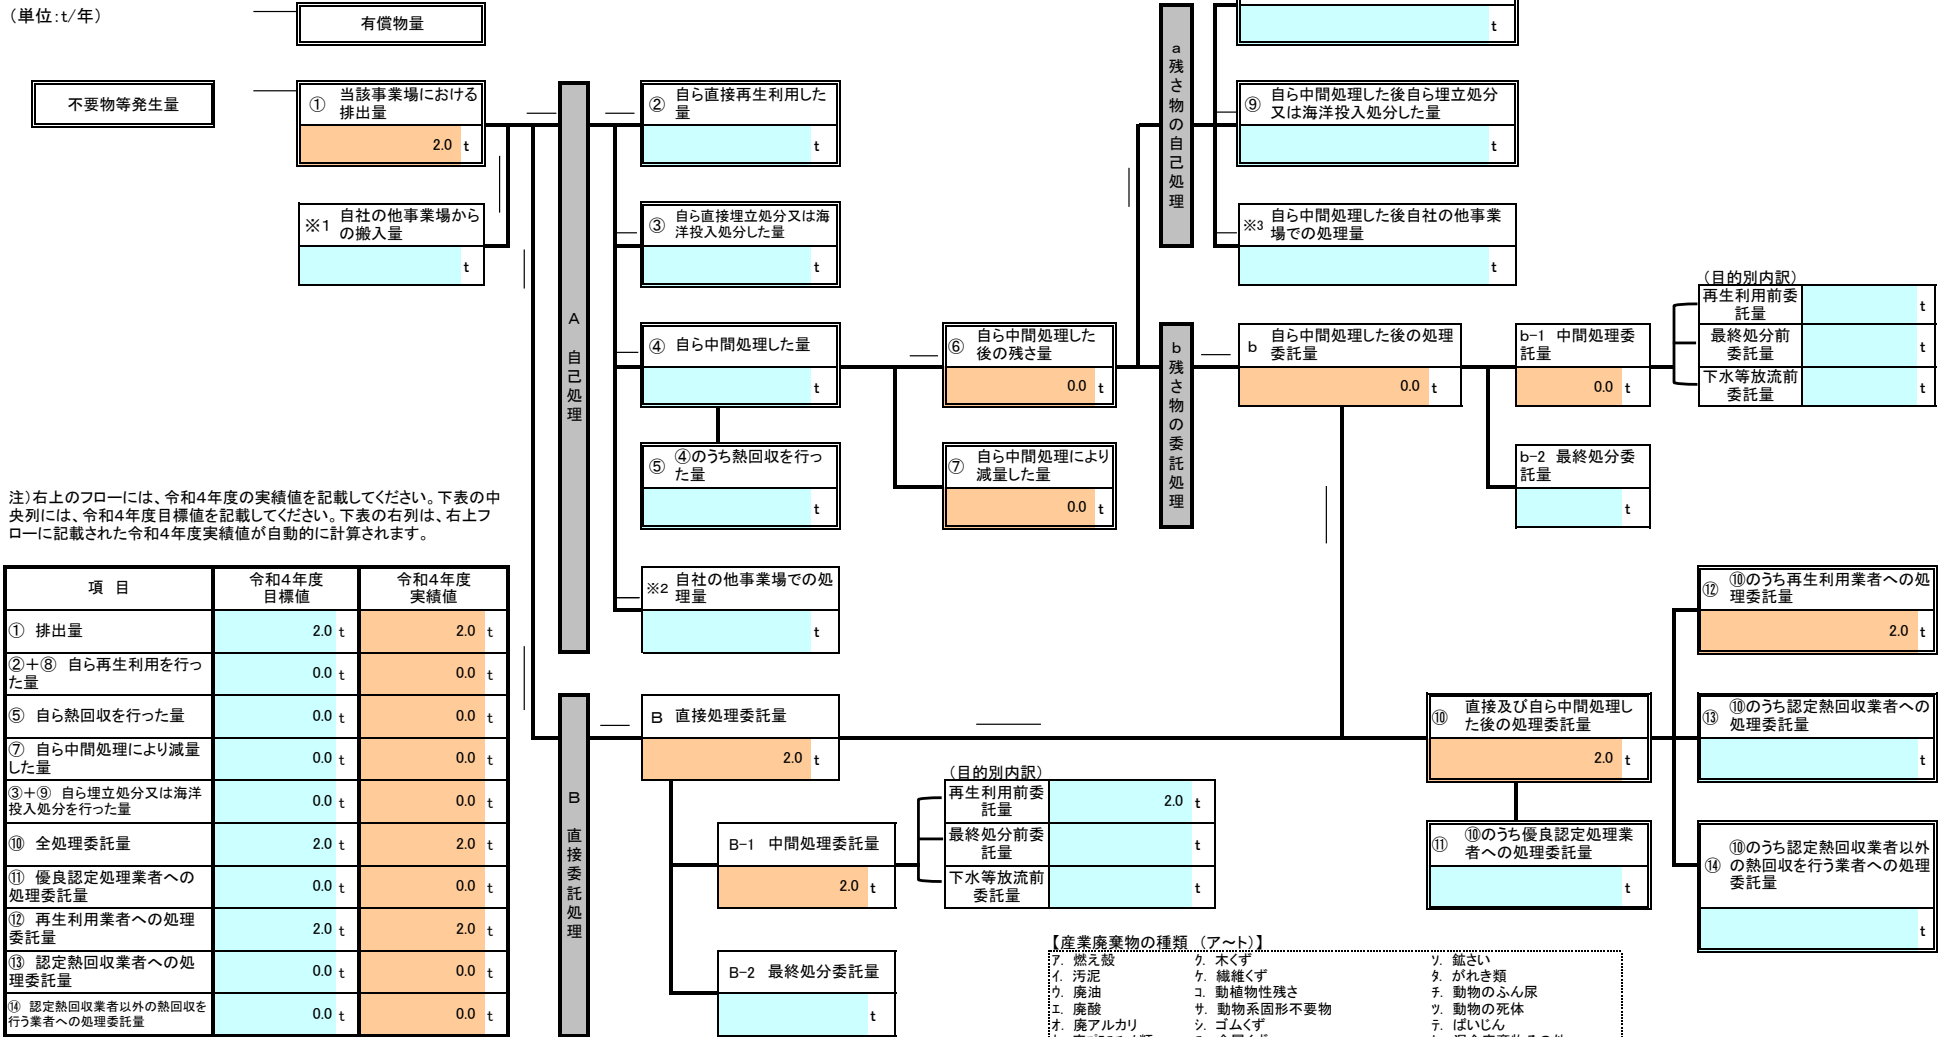 （単位：t/年）
有償物量
不要物等発生量
① 当該事業場における
排出量
2.0 t
※1 自社の他事業場から
の搬入量
t
A 自己処理
② 自ら直接再生利用した
量
t
③ 自ら直接埋立処分又は海
洋投入処分した量
t
④ 自ら中間処理した量
t
⑤ ④のうち熱回収を行っ
た量
t
※2 自社の他事業場での処
理量
t
⑥ 自ら中間処理した
後の残さ量
0.0 t
⑦ 自ら中間処理により
減量した量
0.0 t
a 残さ物の自己処理
t
⑨ 自ら中間処理した後自ら埋立処分
又は海洋投入処分した量
t
※3 自ら中間処理した後自社の他事業
場での処理量
t
b 残さ物の委託処理
b 自ら中間処理した後の処理
委託量
0.0 t
b-1 中間処理委
託量
0.0 t
（目的別内訳）
再生利用前委
託量
t
最終処分前
委託量
t
下水等放流前
委託量
t
b-2 最終処分委
託量
t
注）右上のフローには、令和４年度の実績値を記載してください。下表の中
央列には、令和４年度目標値を記載してください。下表の右列は、右上フ
ローに記載された令和４年度実績値が自動的に計算されます。
項 目 令和４年度
目標値 令和４年度
実績値
① 排出量 2.0 t 2.0 t
②＋⑧ 自ら再生利用を行っ
た量 0.0 t 0.0 t
⑤ 自ら熱回収を行った量 0.0 t 0.0 t
⑦ 自ら中間処理により減量
した量 0.0 t 0.0 t
③＋⑨ 自ら埋立処分又は海洋
投入処分を行った量 0.0 t 0.0 t
⑩ 全処理委託量 2.0 t 2.0 t
⑪ 優良認定処理業者への
処理委託量 0.0 t 0.0 t
⑫ 再生利用業者への処理
委託量 2.0 t 2.0 t
⑬ 認定熱回収業者への処
理委託量 0.0 t 0.0 t
⑭ 認定熱回収業者以外の熱回収を
行う業者への処理委託量 0.0 t 0.0 t
B 直接委託処理
B 直接処理委託量
2.0 t
B-1 中間処理委託量
2.0 t
（目的別内訳）
再生利用前委
託量
2.0 t
最終処分前委
託量
t
下水等放流前
委託量
t
B-2 最終処分委託量
t
⑩ 直接及び自ら中間処理し
た後の処理委託量
2.0 t
⑪ ⑩のうち優良認定処理業
者への処理委託量
t
⑫ ⑩のうち再生利用業者への処
理委託量
2.0 t
⑬ ⑩のうち認定熱回収業者への
処理委託量
t
⑭ ⑩のうち認定熱回収業者以外
の熱回収を行う業者への処理
委託量
t
【産業廃棄物の種類 （ア～ト）】
ア. 燃え殻 ク. 木くず ソ. 鉱さい
イ. 汚泥 ケ. 繊維くず タ. がれき類
ウ. 廃油 コ. 動植物性残さ チ. 動物のふん尿
エ. 廃酸 サ. 動物系固形不要物 ツ. 動物の死体
オ. 廃アルカリ シ. ゴムくず テ. ばいじん